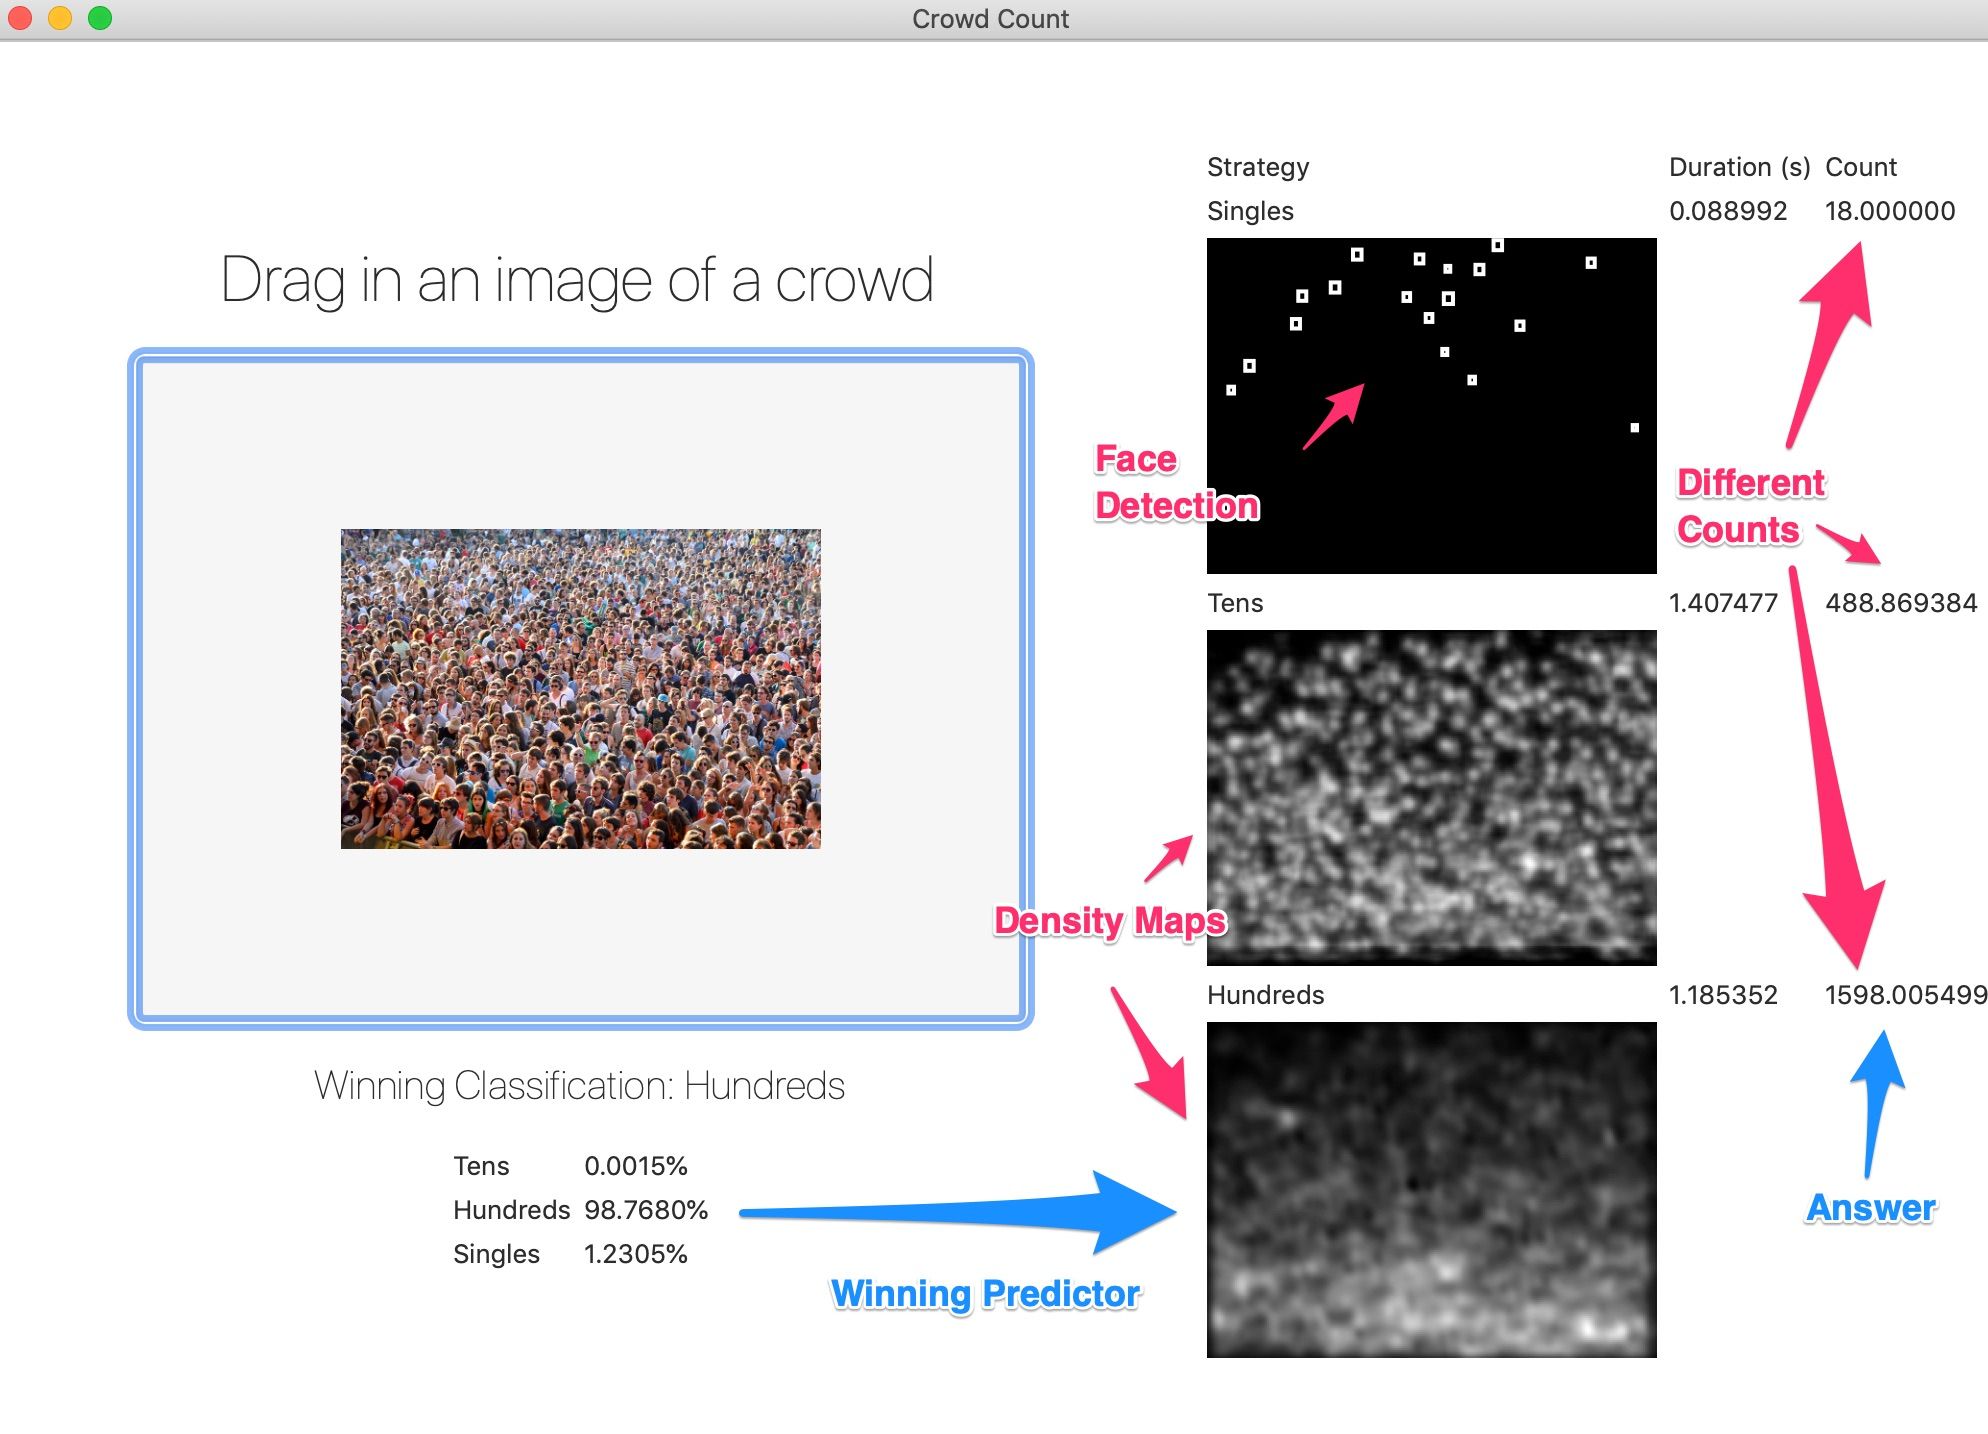 Crowd Count
Drag in an image of a crowd
Winning Classification: Hundreds
Tens 0.0015%
Hundreds 98.7680%
Singles 1.2305%
Winning Predictor
Strategy Duration (s) Count
Singles 0.088992 18.000000
Face
Detection
Different
Counts
Tens 1.407477 488.869384
Density Maps
Hundreds 1.185352 1598.005499
Answer